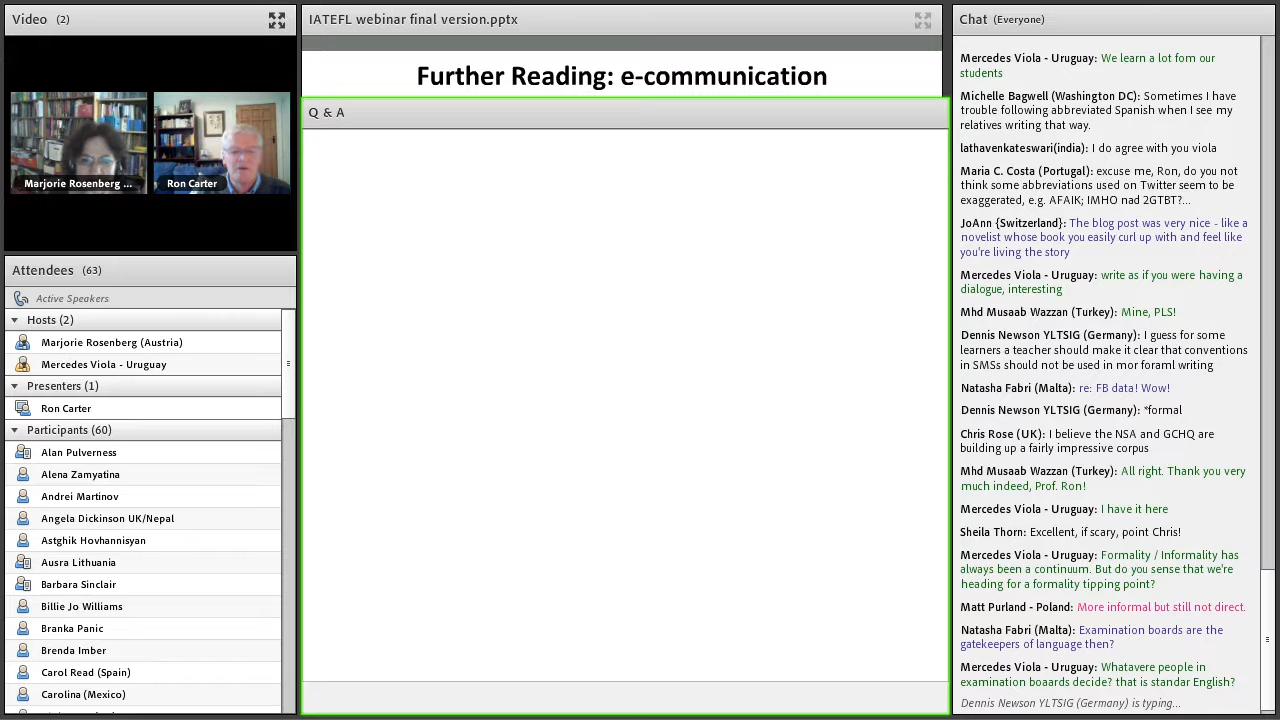 Video (2)
Marjorie Rosenberg ...
Ron Carter
Attendees (63)
Active Speakers
Hosts (2)
Marjorie Rosenberg (Austria)
Mercedes Viola - Uruguay
Presenters (1)
Ron Carter
Participants (60)
Alan Pulverness
Alena Zamyatina
Andrei Martinov
Angela Dickinson UK/Nepal
Astghik Hovhannisyan
Ausra Lithuania
Barbara Sinclair
Billie Jo Williams
Branka Panic
Brenda Imber
Carol Read (Spain)
Carolina (Mexico)
IATEFL webinar final version.pptx
Further Reading: e-communication
Q & A
Chat (Everyone)
Mercedes Viola - Uruguay: We learn a lot fom our
students
Michelle Bagwell (Washington DC): Sometimes I have
trouble following abbreviated Spanish when I see my
relatives writing that way.
lathavenkateswari(india): I do agree with you viola
Maria C. Costa (Portugal): excuse me, Ron, do you not
think some abbreviations used on Twitter seem to be
exaggerated, e.g. AFAIK; IMHO nad 2GTBT?...
JoAnn {Switzerland}: The blog post was very nice - like a
novelist whose book you easily curl up with and feel like
you're living the story
Mercedes Viola - Uruguay: write as if you were having a
dialogue, interesting
Mhd Musaab Wazzan (Turkey): Mine, PLS!
Dennis Newson YLTSIG (Germany): I guess for some
learners a teacher should make it clear that conventions
in SMSs should not be used in mor foraml writing
Natasha Fabri (Malta): re: FB data! Wow!
Dennis Newson YLTSIG (Germany): *formal
Chris Rose (UK): I believe the NSA and GCHQ are
building up a fairly impressive corpus
Mhd Musaab Wazzan (Turkey): All right. Thank you very
much indeed, Prof. Ron!
Mercedes Viola - Uruguay: I have it here
Sheila Thorn: Excellent, if scary, point Chris!
Mercedes Viola - Uruguay: Formality / Informality has
always been a continuum. But do you sense that we're
heading for a formality tipping point?
Matt Purland - Poland: More informal but still not direct.
Natasha Fabri (Malta): Examination boards are the
gatekeepers of language then?
Mercedes Viola - Uruguay: Whatavere people in
examination boaards decide? that is standar English?
Dennis Newson YLTSIG (Germany) is typing...